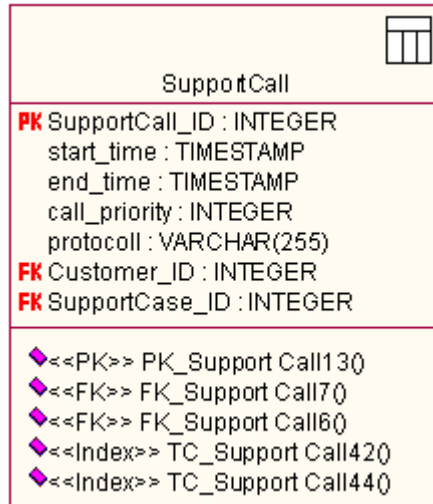 SupportCall
PK SupportCall_ID : INTEGER
start_time : TIMESTAMP
end_time : TIMESTAMP
call_priority : INTEGER
protocoll : VARCHAR(255)
FK Customer_ID : INTEGER
FK SupportCase_ID : INTEGER
<<PK>> PK_Support Call13()
<<FK>> FK_Support Call7()
<<FK>> FK_Support Call6()
<<Index>> TC_Support Call42()
<<Index>> TC_Support Call44()